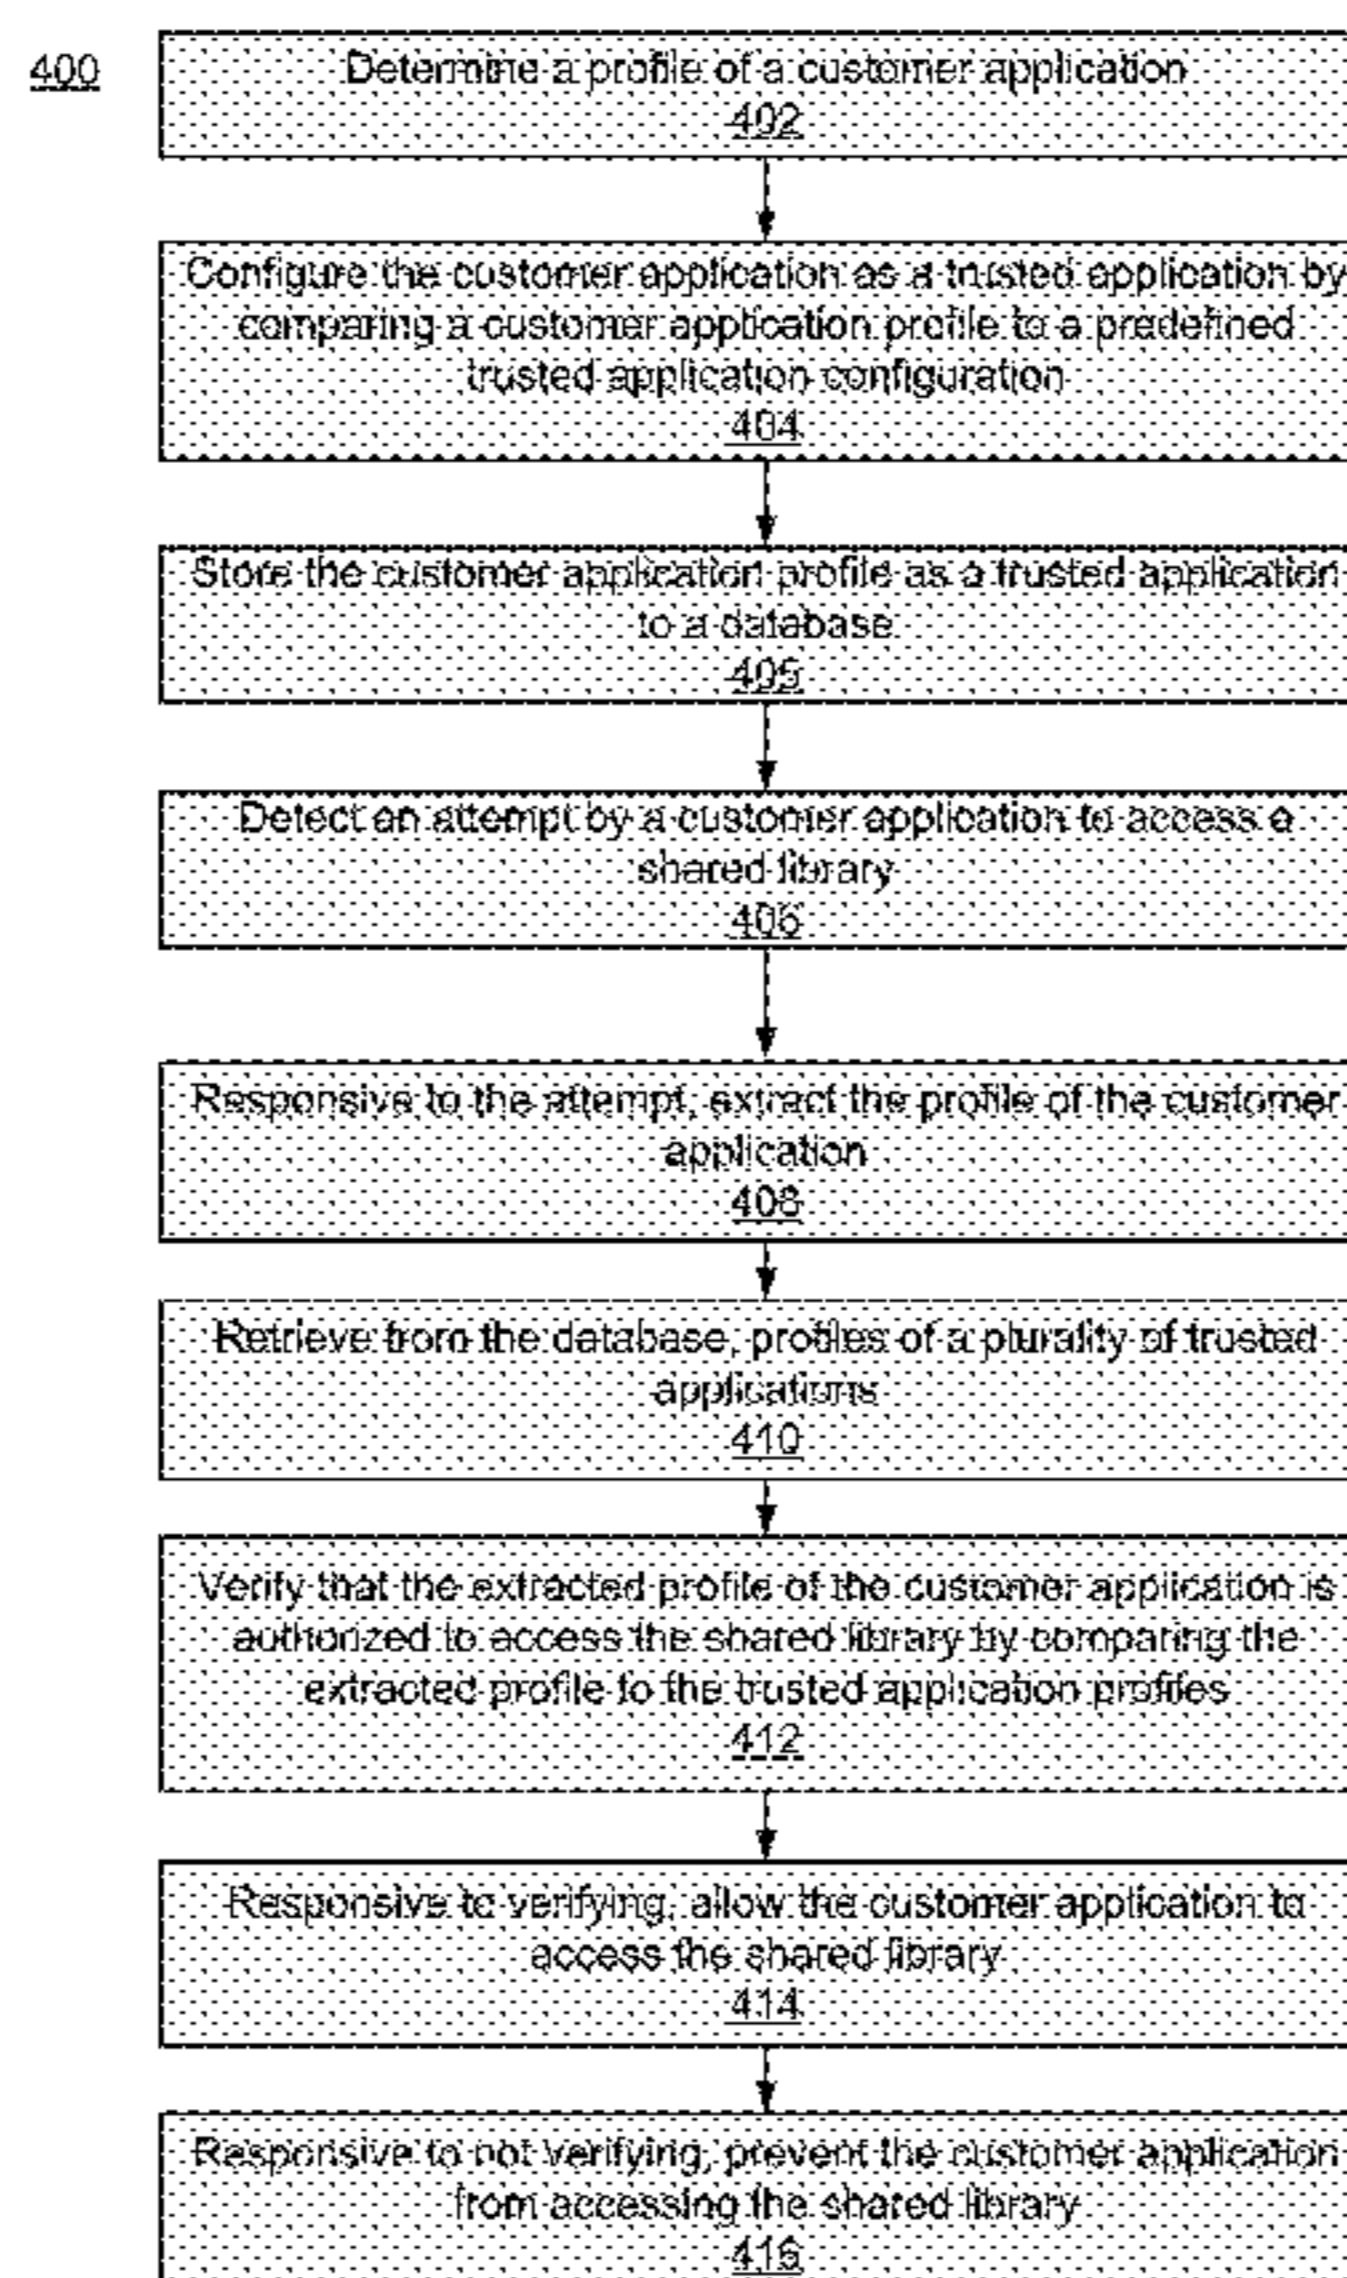 400
Determine a profile of a customer application
402
Configure the customer application as a trusted application by
comparing a customer application profile to a predefined
trusted application configuration
404
Store the customer application profile as a trusted application
to a database
405
Detect an attempt by a customer application to access a
shared library
406
Responsive to the attempt, extract the profile of the customer
application
408
Retrieve from the database, profiles of a plurality of trusted
applications
410
Verify that the extracted profile of the customer application is
authorized to access the shared library by comparing the
extracted profile to the trusted application profiles
412
Responsive to verifying, allow the customer application to
access the shared library
414
Responsive to not verifying, prevent the customer application
from accessing the shared library
416